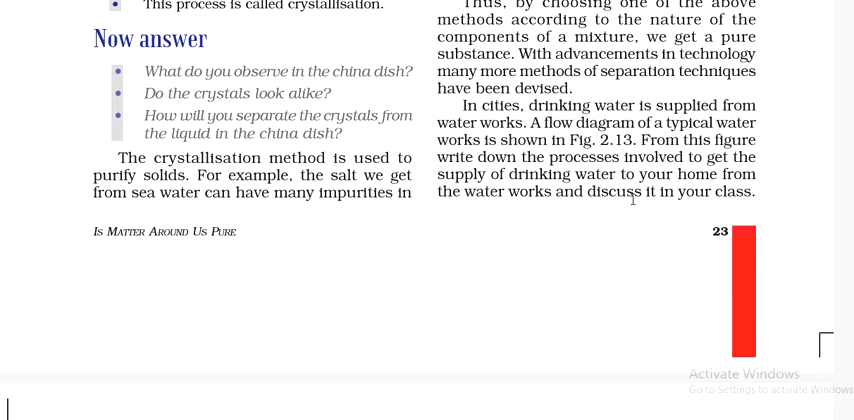 • This process is called crystallisation.
Now answer
• What do you observe in the china dish?
• Do the crystals look alike?
• How will you separate the crystals from
the liquid in the china dish?
The crystallisation method is used to
purify solids. For example, the salt we get
from sea water can have many impurities in
Thus, by choosing one of the above
methods according to the nature of the
components of a mixture, we get a pure
substance. With advancements in technology
many more methods of separation techniques
have been devised.
In cities, drinking water is supplied from
water works. A flow diagram of a typical water
works is shown in Fig. 2.13. From this figure
write down the processes involved to get the
supply of drinking water to your home from
the water works and discuss it in your class.
Is Matter Around Us Pure
23
Activate Windows
Go to Settings to activate Windows